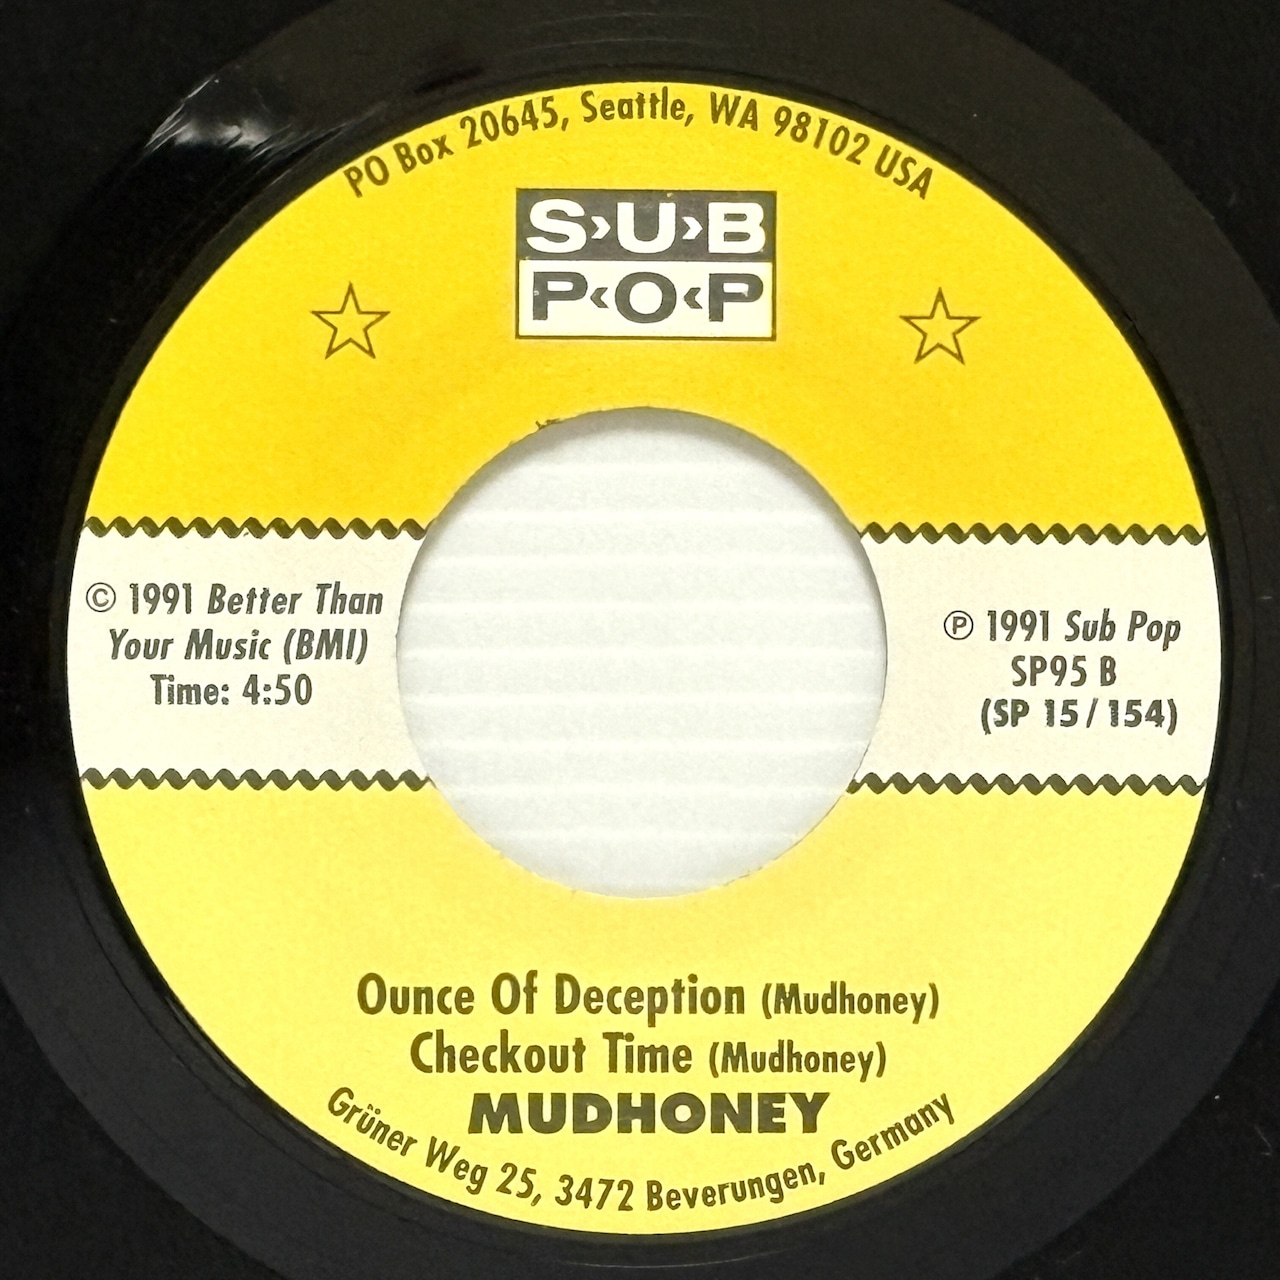 PO Box 20645, Seattle, WA 98102 USA
S›U›B
P‹O‹P
© 1991 Better Than
Your Music (BMI)
Time: 4:50
℗ 1991 Sub Pop
SP95 B
(SP 15/154)
Ounce Of Deception (Mudhoney)
Checkout Time (Mudhoney)
MUDHONEY
Grüner Weg 25, 3472 Beverungen, Germany